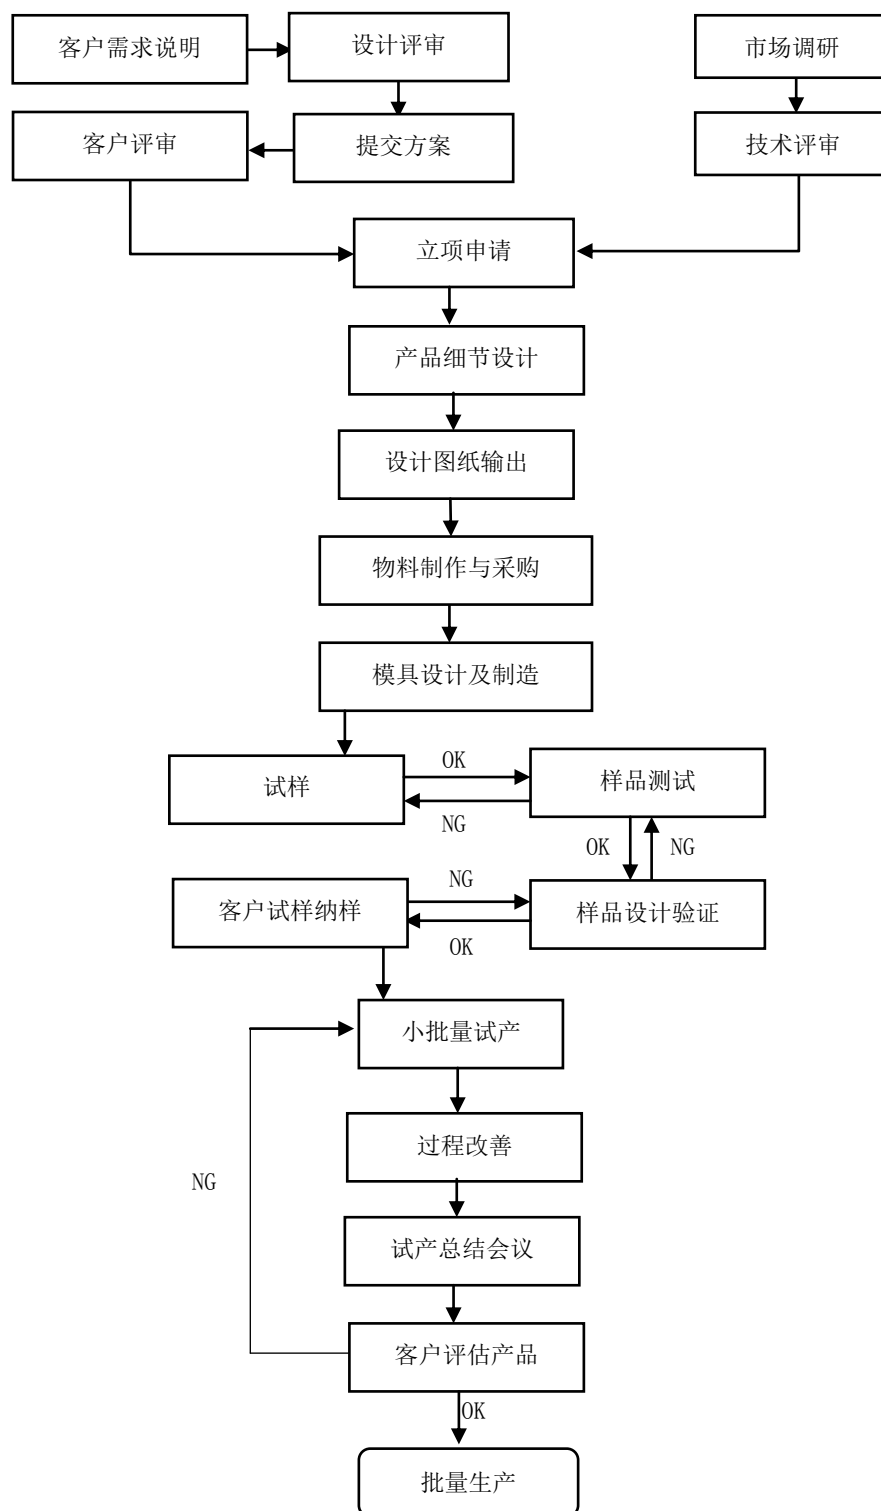 客户需求说明
设计评审
市场调研
客户评审
提交方案
技术评审
立项申请
产品细节设计
设计图纸输出
物料制作与采购
模具设计及制造
试样
OK
NG
样品测试
OK
NG
客户试样纳样
NG
OK
样品设计验证
小批量试产
过程改善
NG
试产总结会议
客户评估产品
OK
批量生产